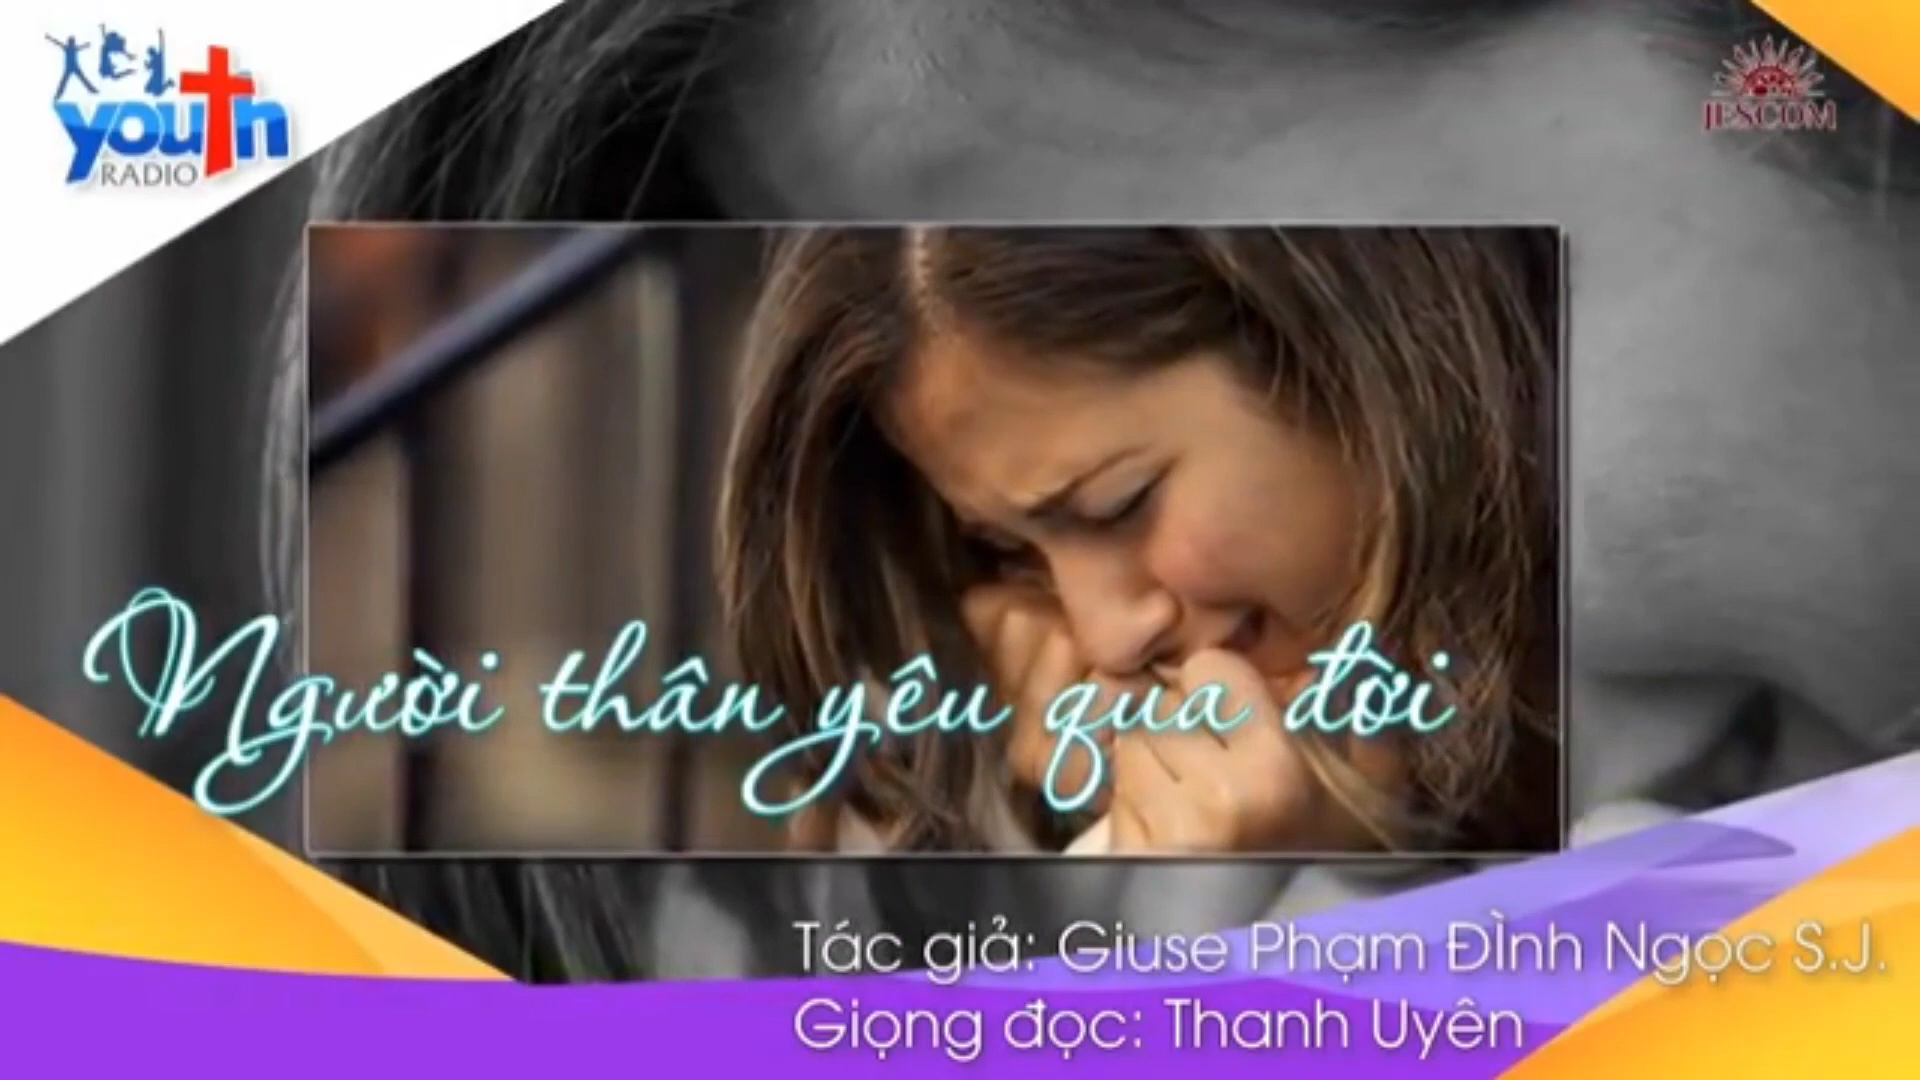 youth
RADIO
JESCOM
Người thân yêu qua đời
Tác giả: Giuse Phạm ĐÌnh Ngọc S.J.
Giọng đọc: Thanh Uyên